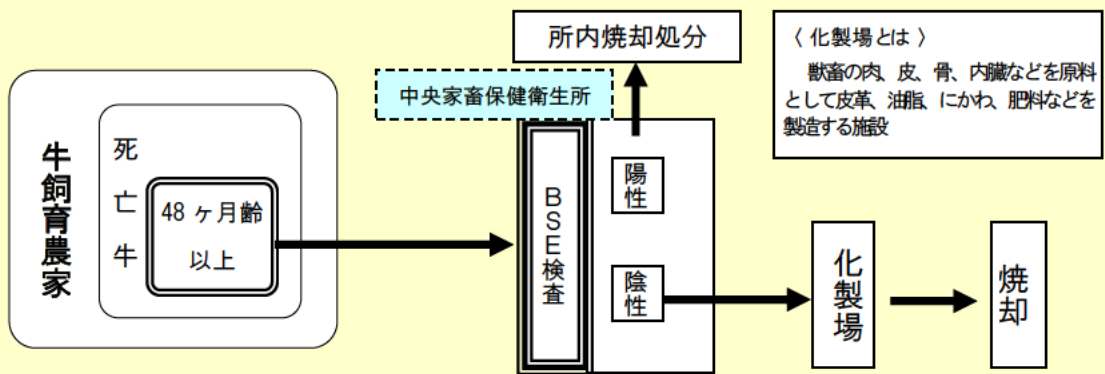 所内焼却処分
〈 化製場とは 〉
獣畜の肉、皮、骨、内臓などを原料
として皮革、油脂、にかわ、肥料などを
製造する施設
中央家畜保健衛生所
牛飼育農家
死亡牛
48 ヶ月齢
以上
BSE検査
陽性
陰性
化製場
焼却